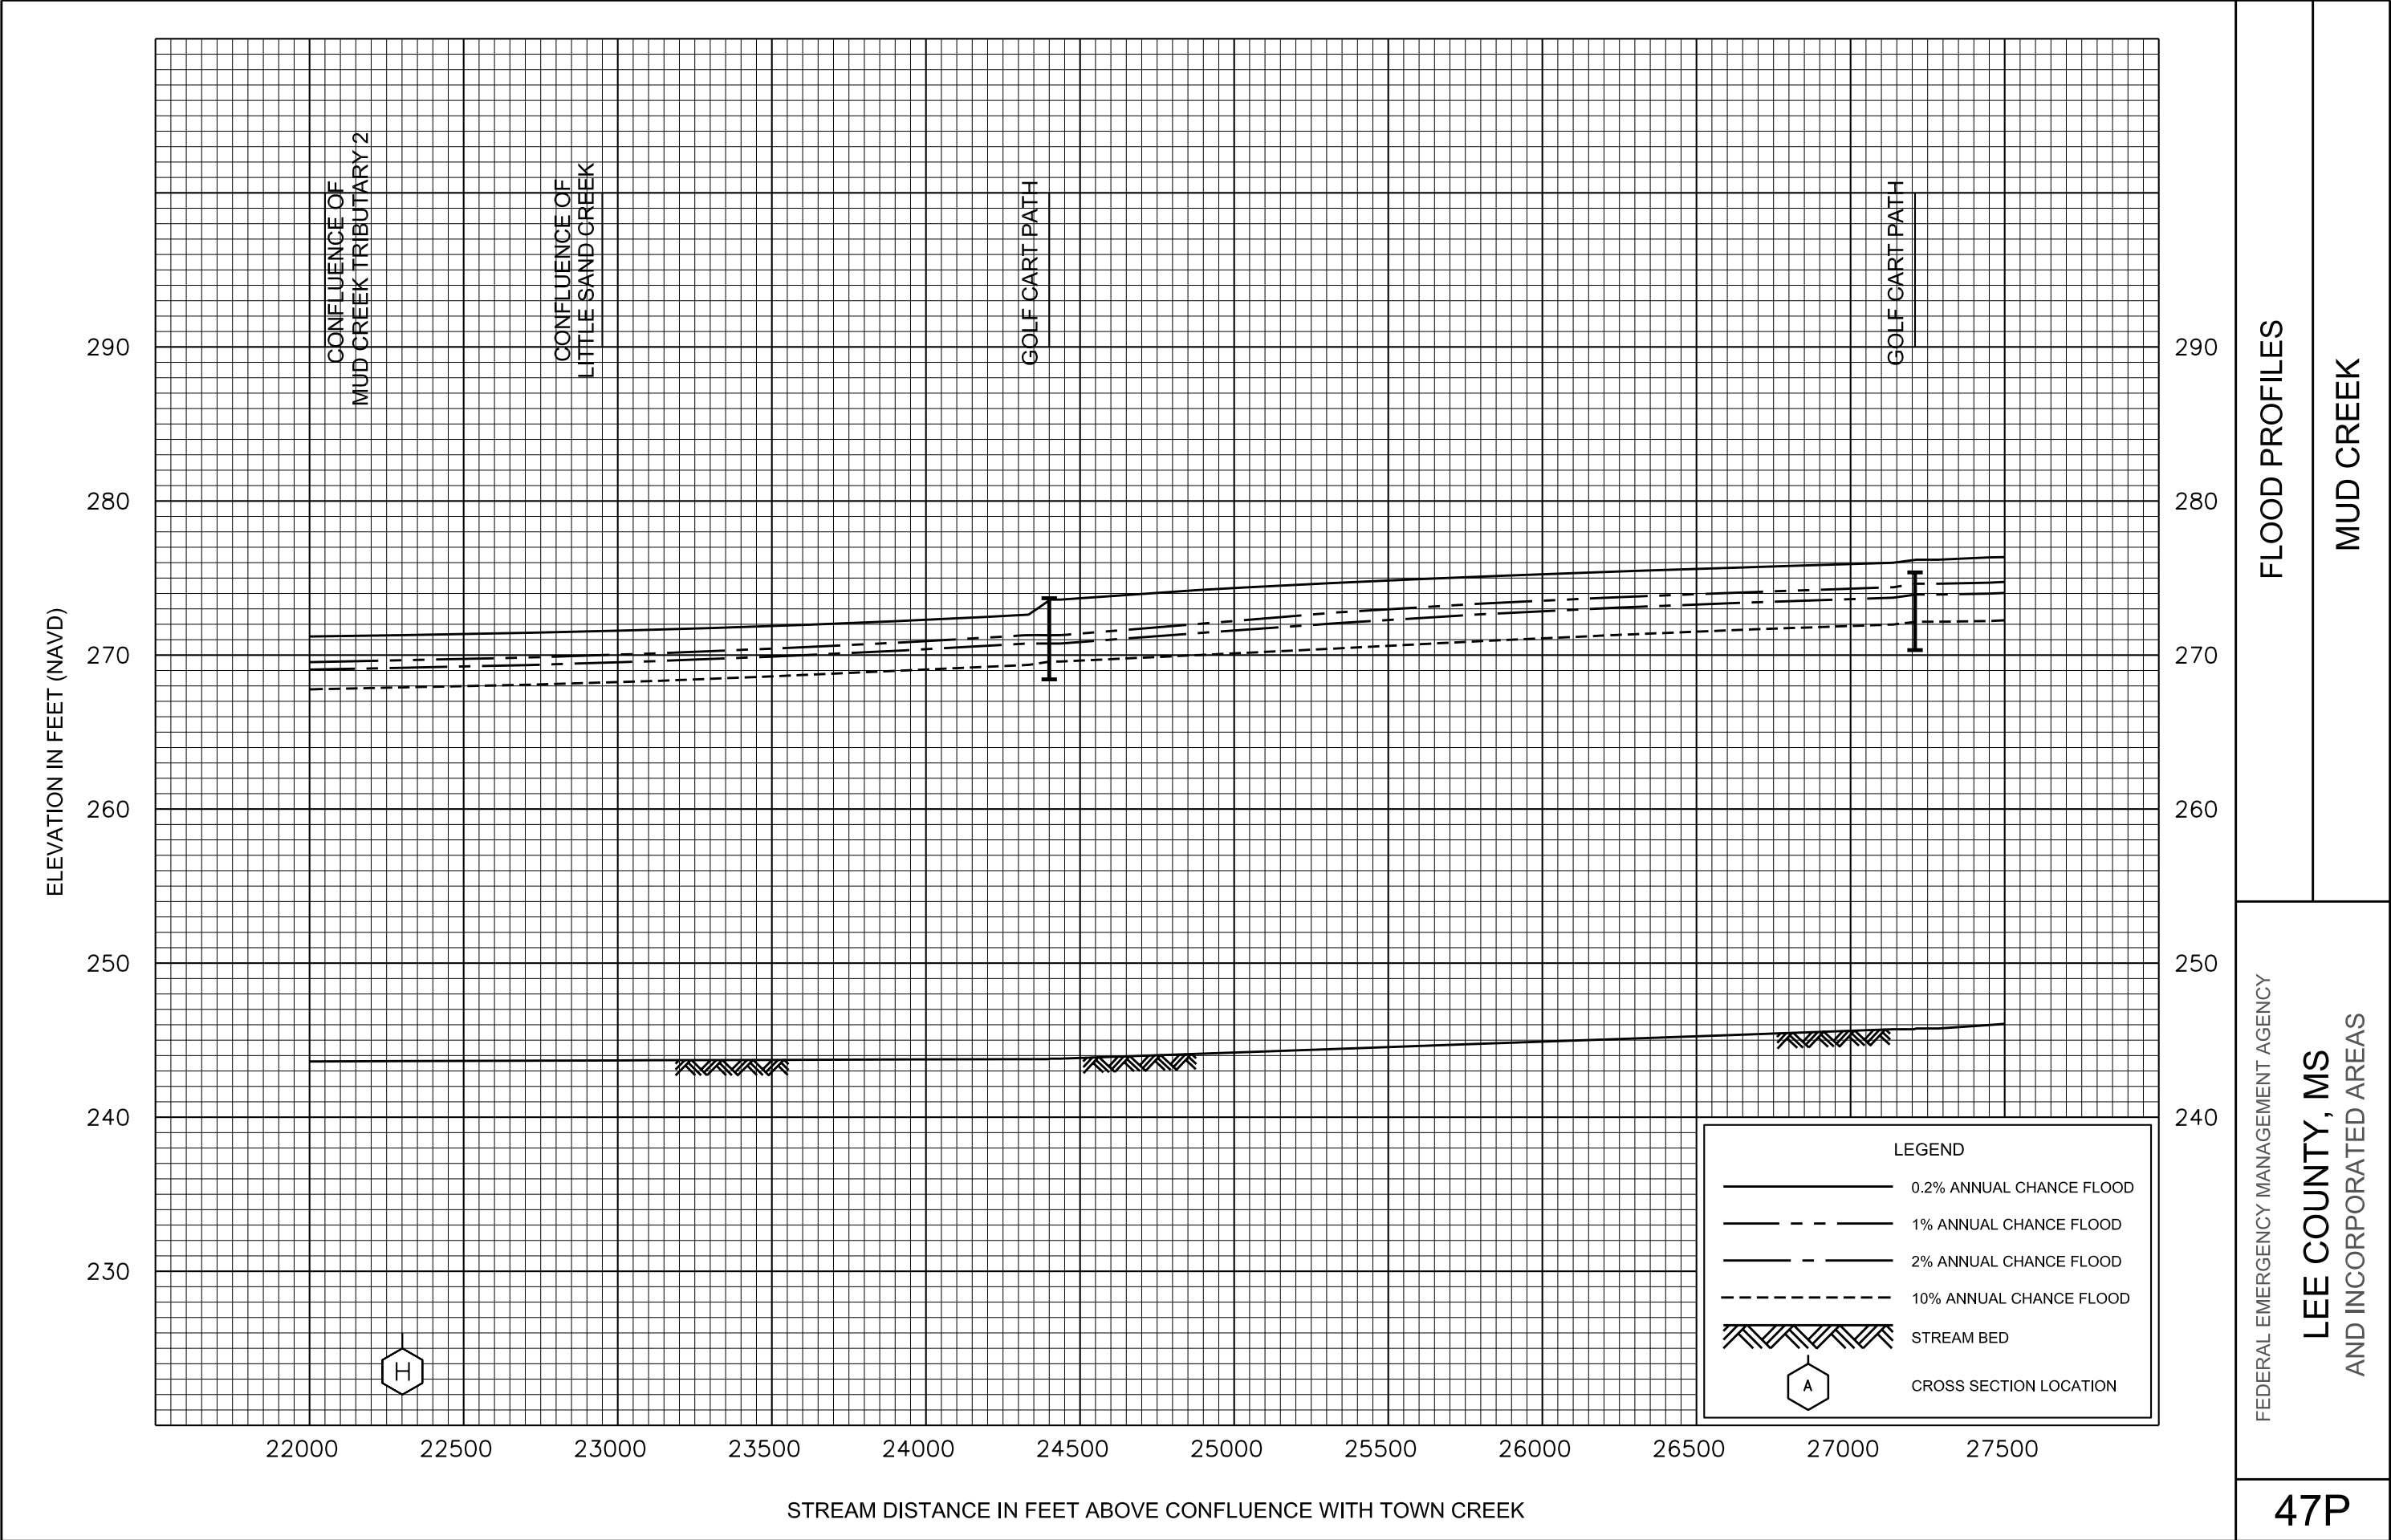 CONFLUENCE OF
MUD CREEK TRIBUTARY 2
CONFLUENCE OF
LITTLE SAND CREEK
GOLF CART PATH
GOLF CART PATH
ELEVATION IN FEET (NAVD)
290
280
270
260
250
240
230
290
280
270
260
250
240
H
LEGEND
0.2% ANNUAL CHANCE FLOOD
1% ANNUAL CHANCE FLOOD
2% ANNUAL CHANCE FLOOD
10% ANNUAL CHANCE FLOOD
STREAM BED
A
CROSS SECTION LOCATION
22000
22500
23000
23500
24000
24500
25000
25500
26000
26500
27000
27500
STREAM DISTANCE IN FEET ABOVE CONFLUENCE WITH TOWN CREEK
FLOOD PROFILES
MUD CREEK
FEDERAL EMERGENCY MANAGEMENT AGENCY
LEE COUNTY, MS
AND INCORPORATED AREAS
47P